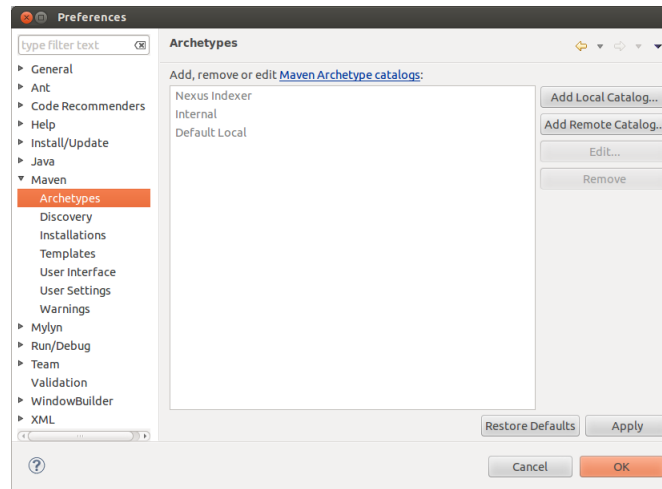 Preferences
type filter text
General
Ant
Code Recommenders
Help
Install/Update
Java
Maven
Archetypes
Discovery
Installations
Templates
User Interface
User Settings
Warnings
Mylyn
Run/Debug
Team
Validation
WindowBuilder
XML
Archetypes
Add, remove or edit Maven Archetype catalogs:
Nexus Indexer
Internal
Default Local
Add Local Catalog...
Add Remote Catalog..
Edit...
Remove
Restore Defaults
Apply
?
Cancel
OK